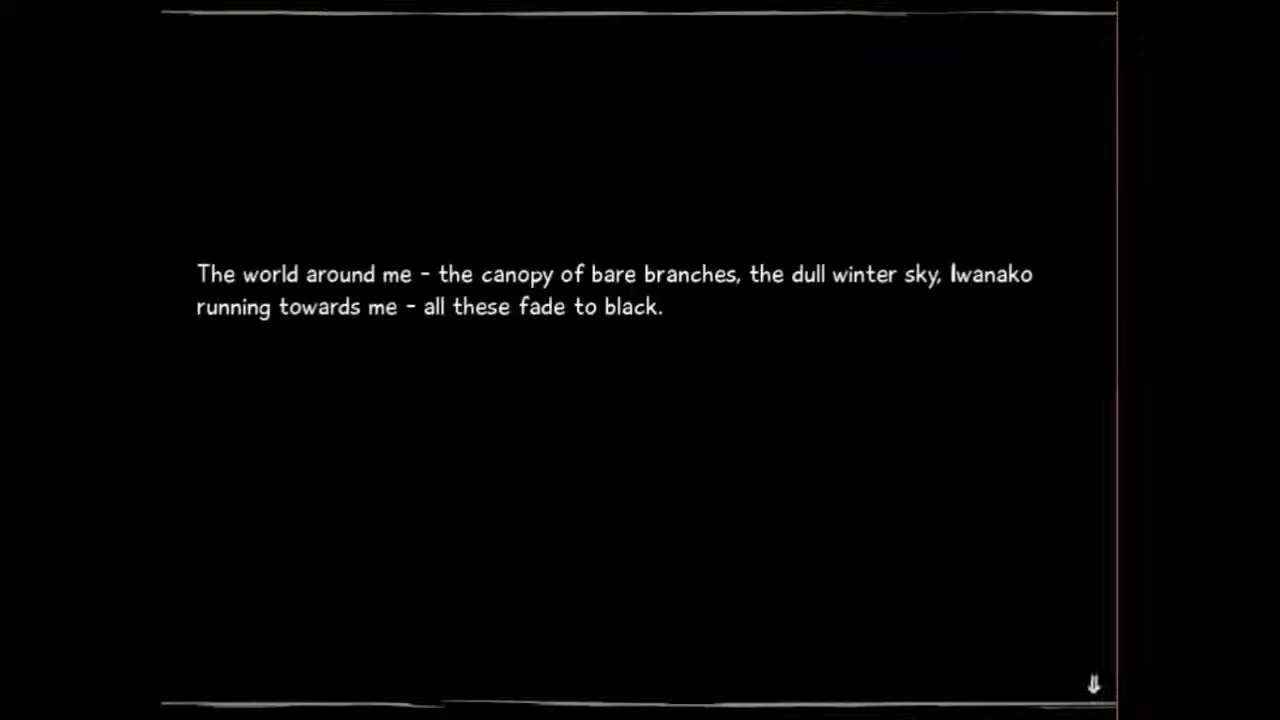 The world around me - the canopy of bare branches, the dull winter sky, Iwanako
running towards me - all these fade to black.